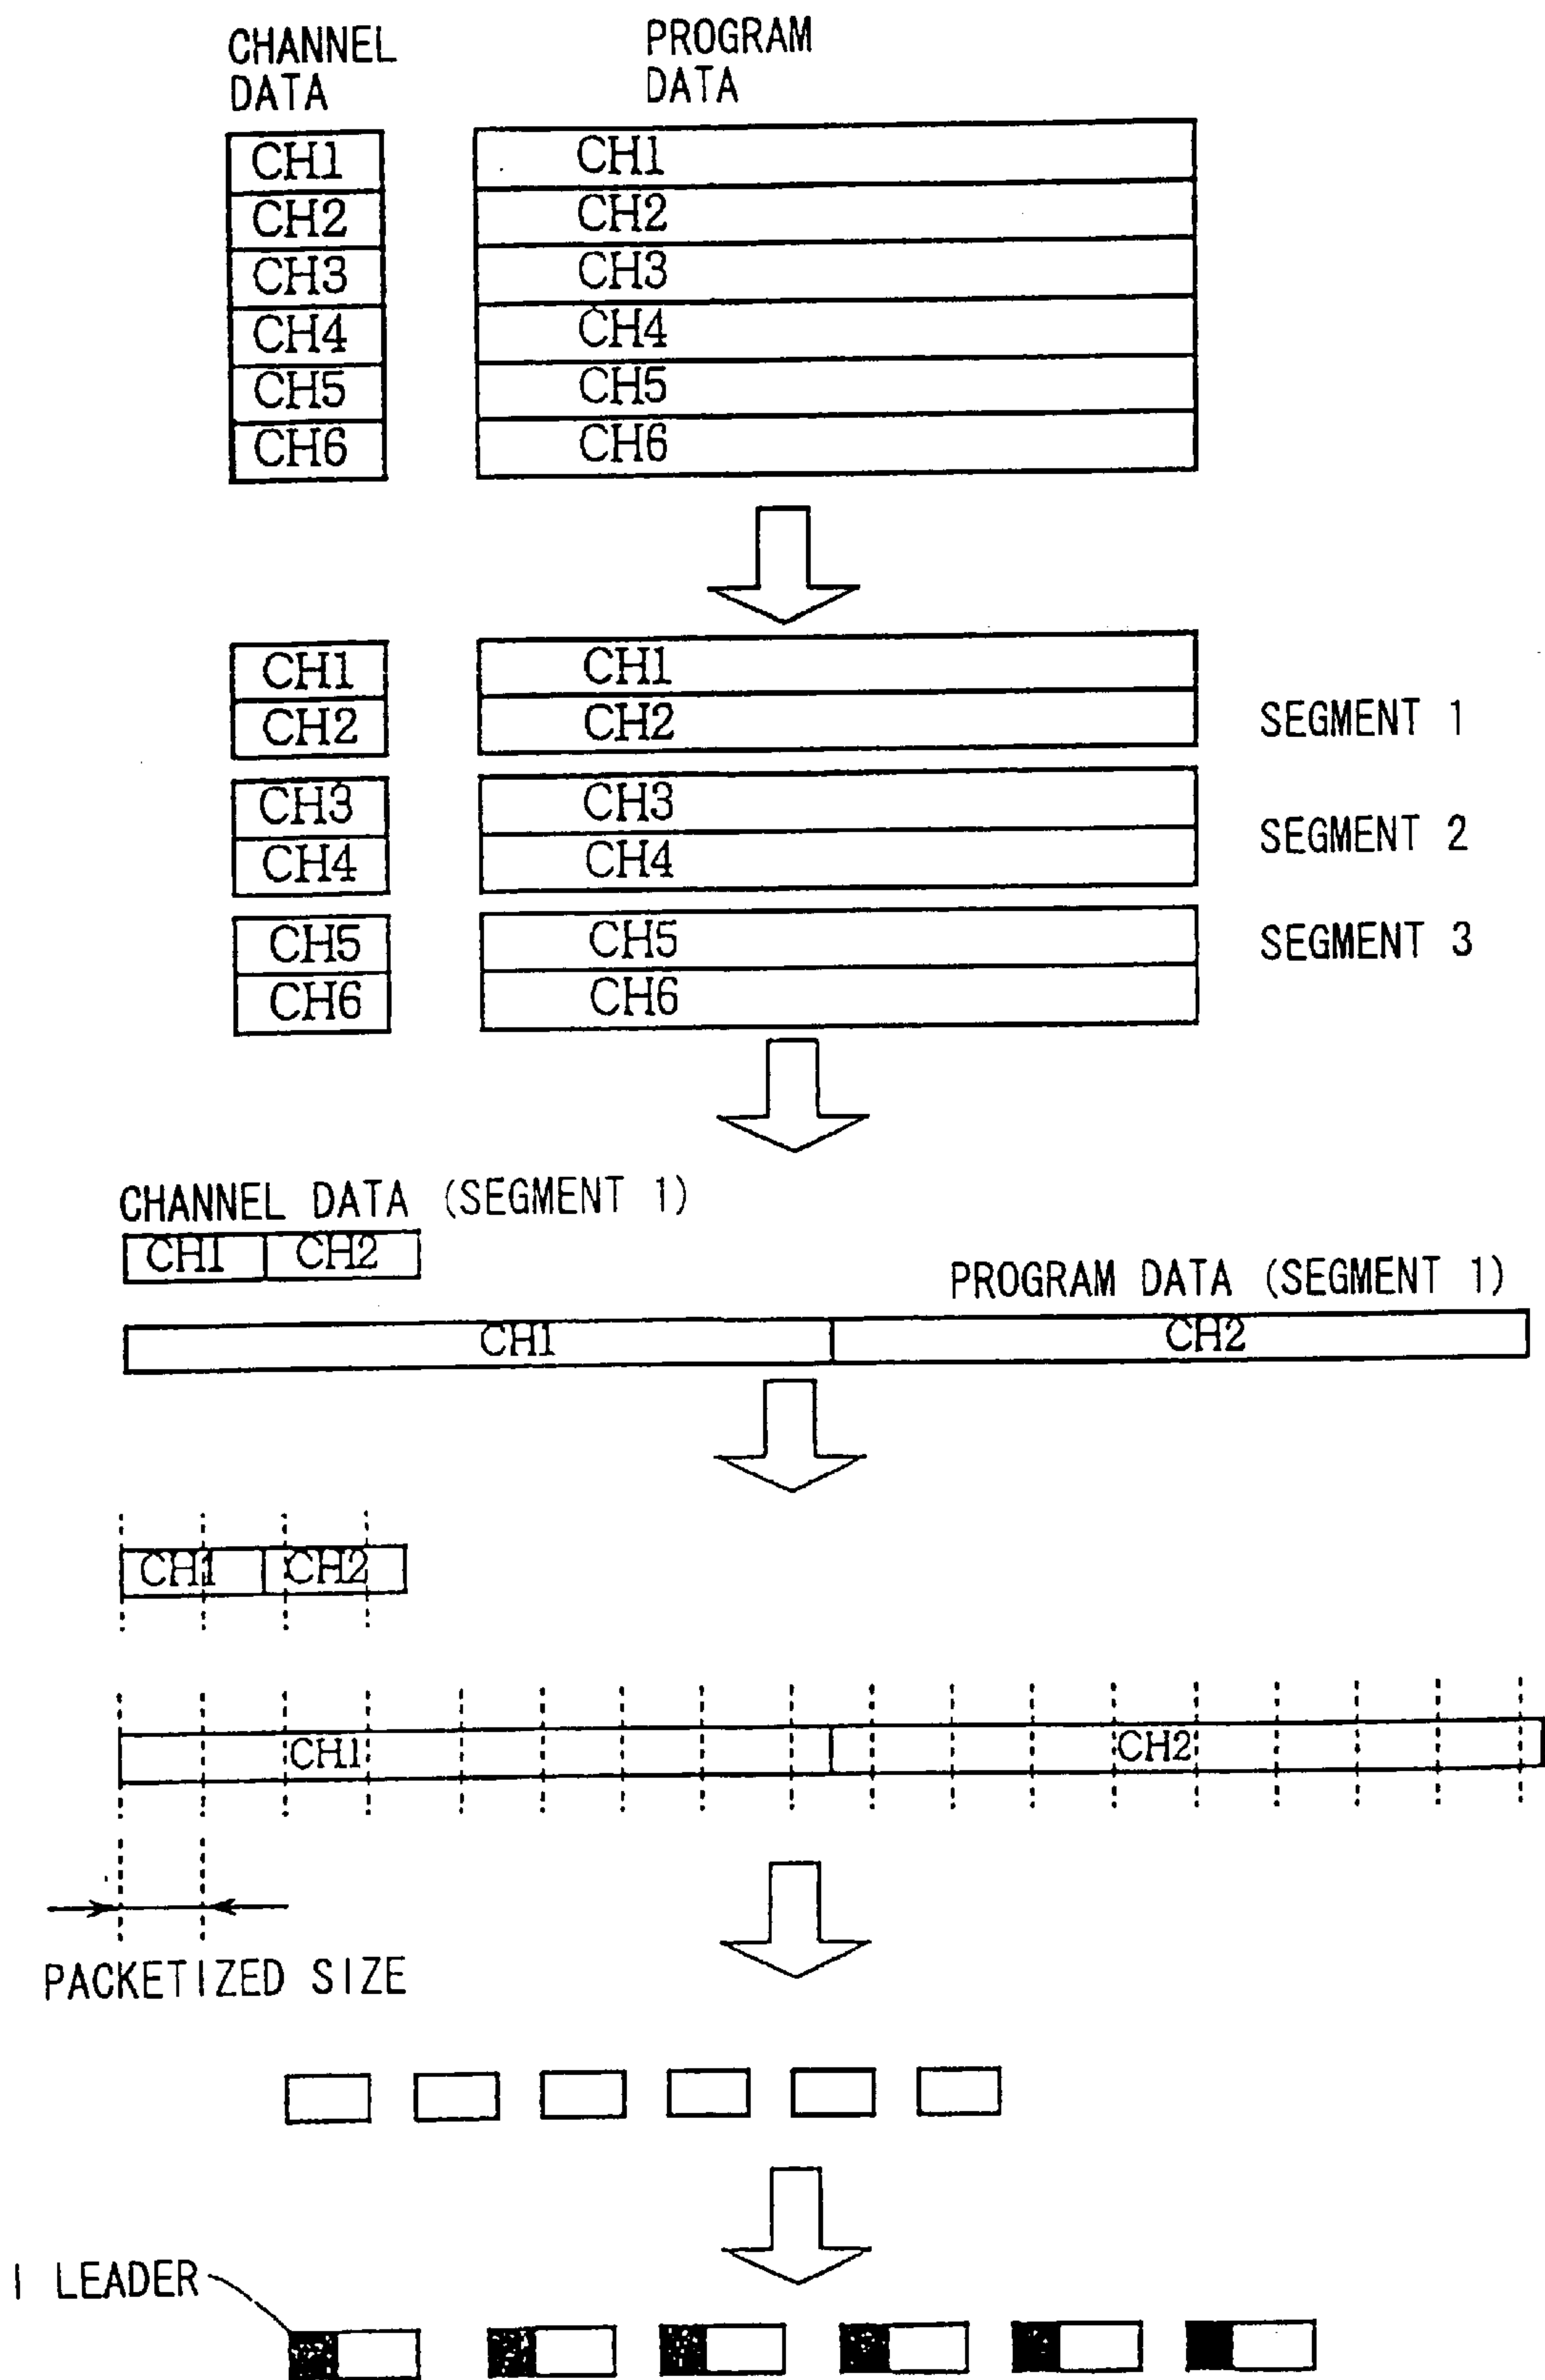 CHANNEL DATA
PROGRAM DATA
CH1 CH1
CH2 CH2
CH3 CH3
CH4 CH4
CH5 CH5
CH6 CH6
CH1 CH1
CH2 CH2
SEGMENT 1
CH3 CH3
CH4 CH4
SEGMENT 2
CH5 CH5
SEGMENT 3
CH6 CH6
CHANNEL DATA (SEGMENT 1)
CH1 CH2
PROGRAM DATA (SEGMENT 1)
CH1 CH2
CH1 CH2
CH1 CH2
PACKETIZED SIZE
I LEADER